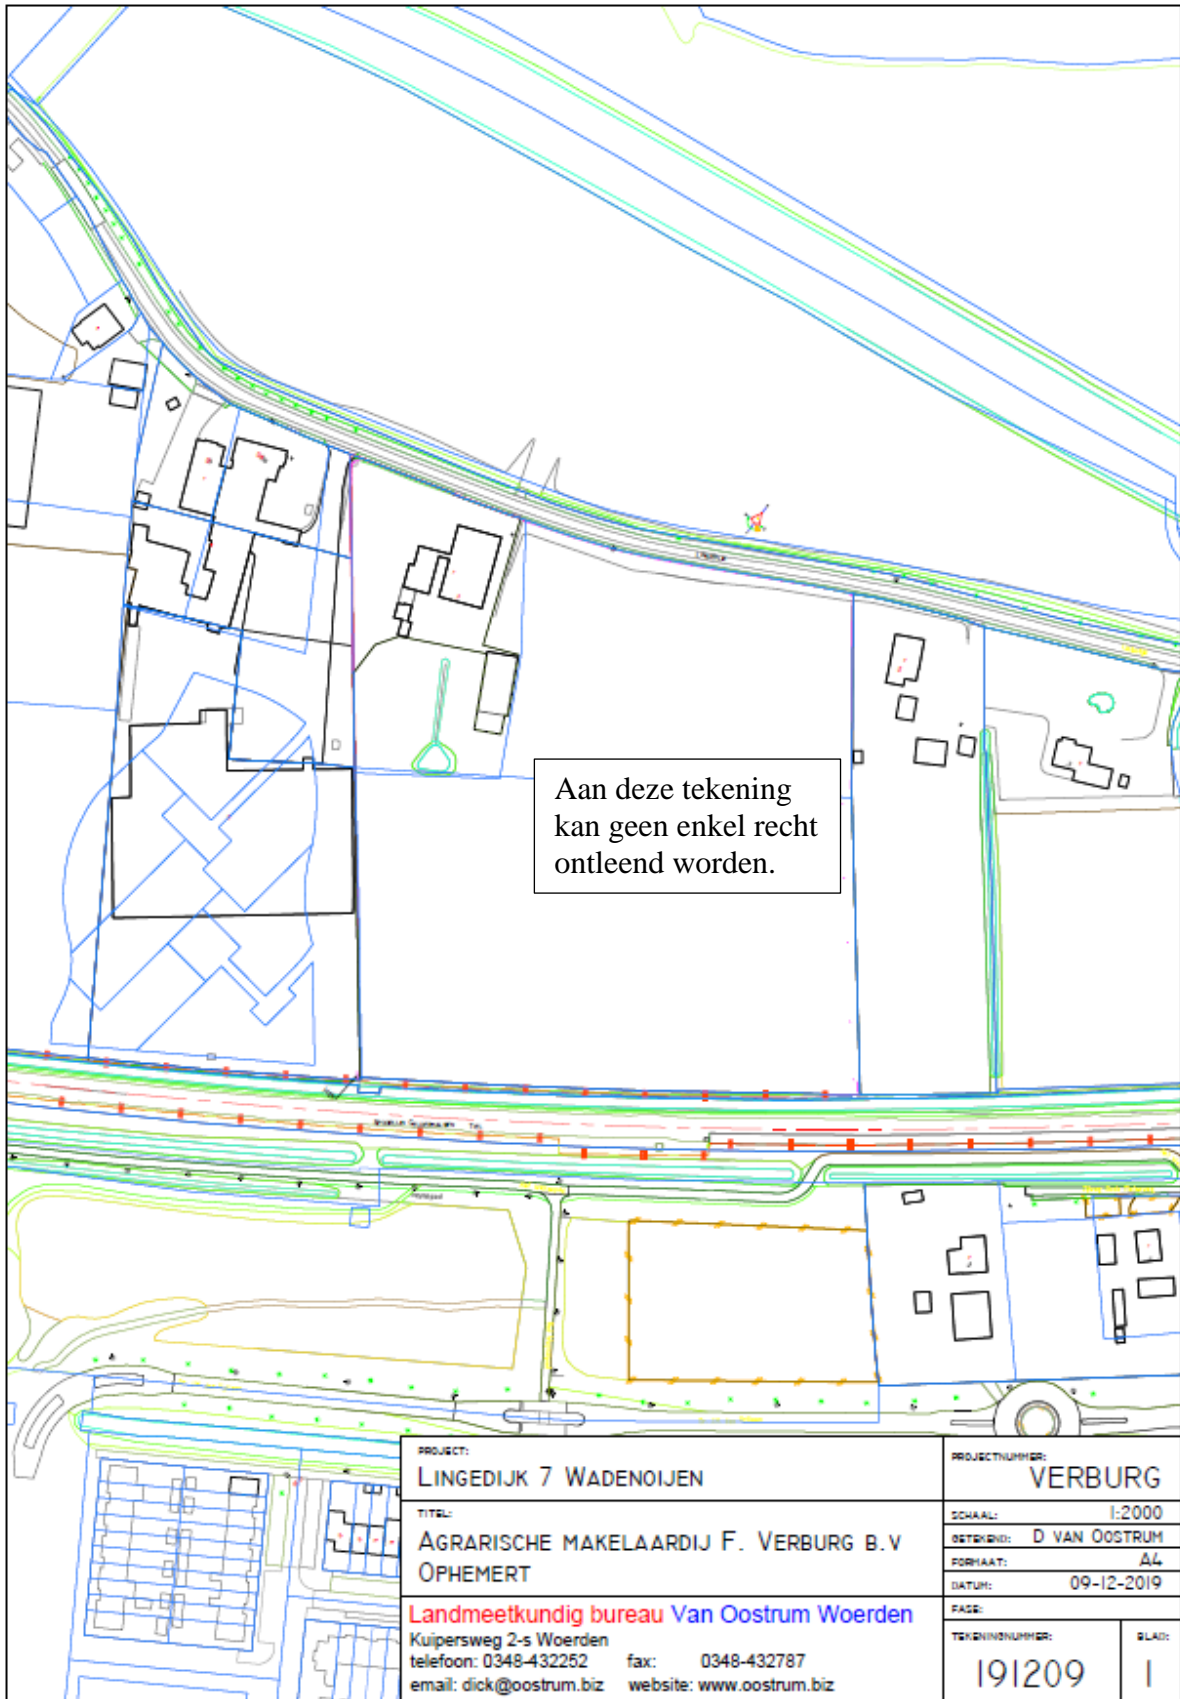 Aan deze tekening
kan geen enkel recht
ontleend worden.
PROJECT:
LINGEDIJK 7 WADENOIJEN
TITEL:
AGRARISCHE MAKELAARDIJ F. VERBURG B.V
OPHEMERT
Landmeetkundig bureau Van Oostrum Woerden
Kuipersweg 2-s Woerden
telefoon: 0348-432252 fax: 0348-432787
email: dick@oostrum.biz website: www.oostrum.biz
PROJECTNUMMER:
VERBURG
SCHAAL: 1:2000
GETEKEND: D VAN OOSTRUM
FORMAAT: A4
DATUM: 09-12-2019
FASE:
TEKENINGNUMMER: BLAD:
191209 1